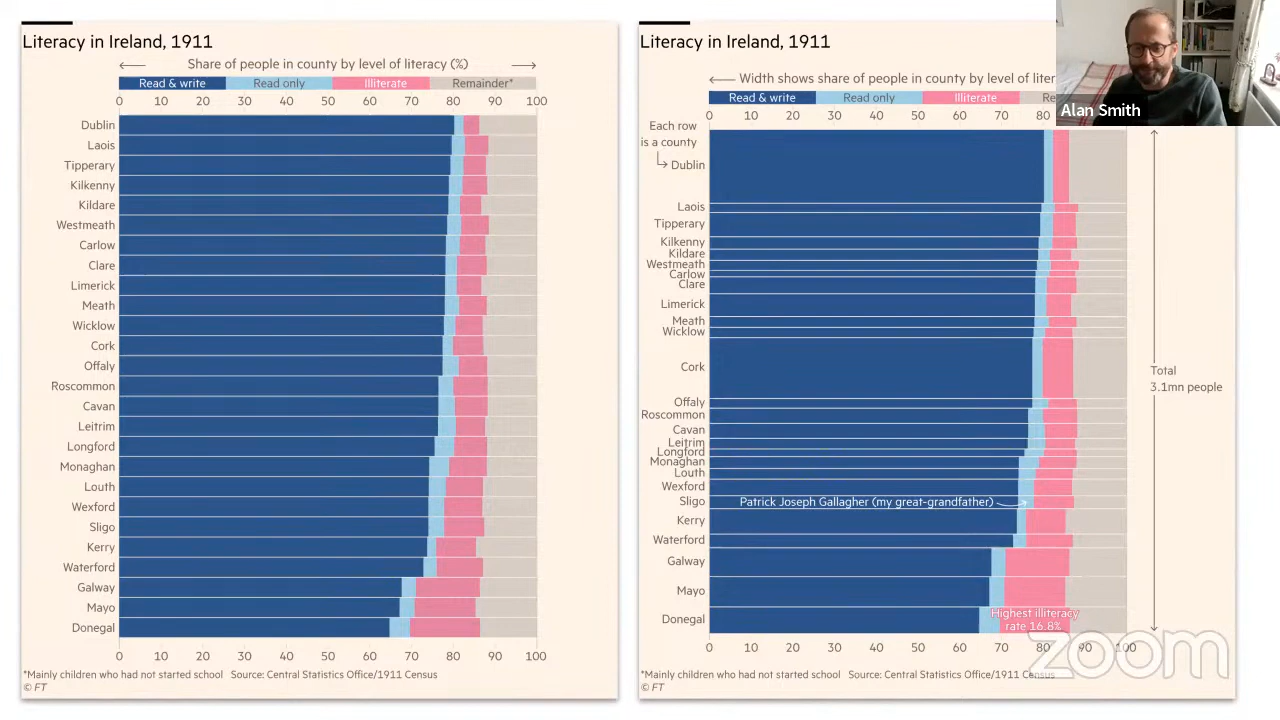 Literacy in Ireland, 1911
Share of people in county by level of literacy (%)
Read & write Read only Illiterate Remainder*
0 10 20 30 40 50 60 70 80 90 100
Dublin
Laois
Tipperary
Kilkenny
Kildare
Westmeath
Carlow
Clare
Limerick
Meath
Wicklow
Cork
Offaly
Roscommon
Cavan
Leitrim
Longford
Monaghan
Louth
Wexford
Sligo
Kerry
Waterford
Galway
Mayo
Donegal
0 10 20 30 40 50 60 70 80 90 100
*Mainly children who had not started school Source: Central Statistics Office/1911 Census
© FT
Literacy in Ireland, 1911
Width shows share of people in county by level of
Read & write Read only Illiterate
0 10 20 30 40 50 60 70 80
Each row
is a county
Dublin
Laois
Tipperary
Kilkenny
Kildare
Westmeath
Carlow
Clare
Limerick
Meath
Wicklow
Cork
Offaly
Roscommon
Cavan
Leitrim
Longford
Monaghan
Louth
Wexford
Sligo
Patrick Joseph Gallagher (my great-grandfather)
Kerry
Waterford
Galway
Mayo
Donegal
Highest illiteracy
rate 16.8%
0 10 20 30 40 50 60 70 80 90 100
Total
3.1mn people
*Mainly children who had not started school Source: Central Statistics Office/1911 Census
© FT
Alan Smith
zoom